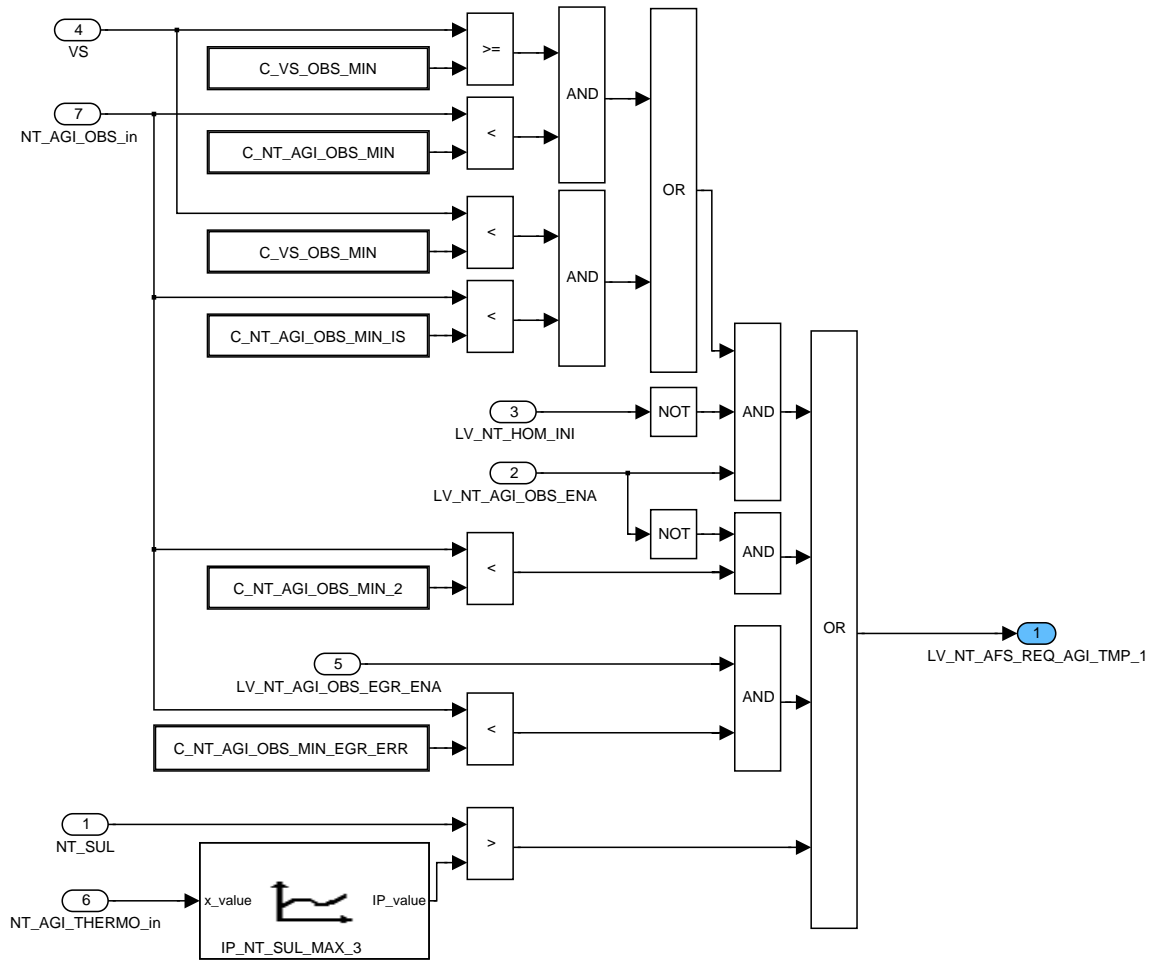 4
VS
C_VS_OBS_MIN
>=
AND
7
NT_AGI_OBS_in
C_NT_AGI_OBS_MIN
<
OR
C_VS_OBS_MIN
<
AND
C_NT_AGI_OBS_MIN_IS
<
3
LV_NT_HOM_INI
NOT
AND
2
LV_NT_AGI_OBS_ENA
NOT
AND
C_NT_AGI_OBS_MIN_2
<
OR
1
LV_NT_AFS_REQ_AGI_TMP_1
5
LV_NT_AGI_OBS_EGR_ENA
AND
C_NT_AGI_OBS_MIN_EGR_ERR
<
1
NT_SUL
>
6
NT_AGI_THERMO_in
x_value
IP_value
IP_NT_SUL_MAX_3